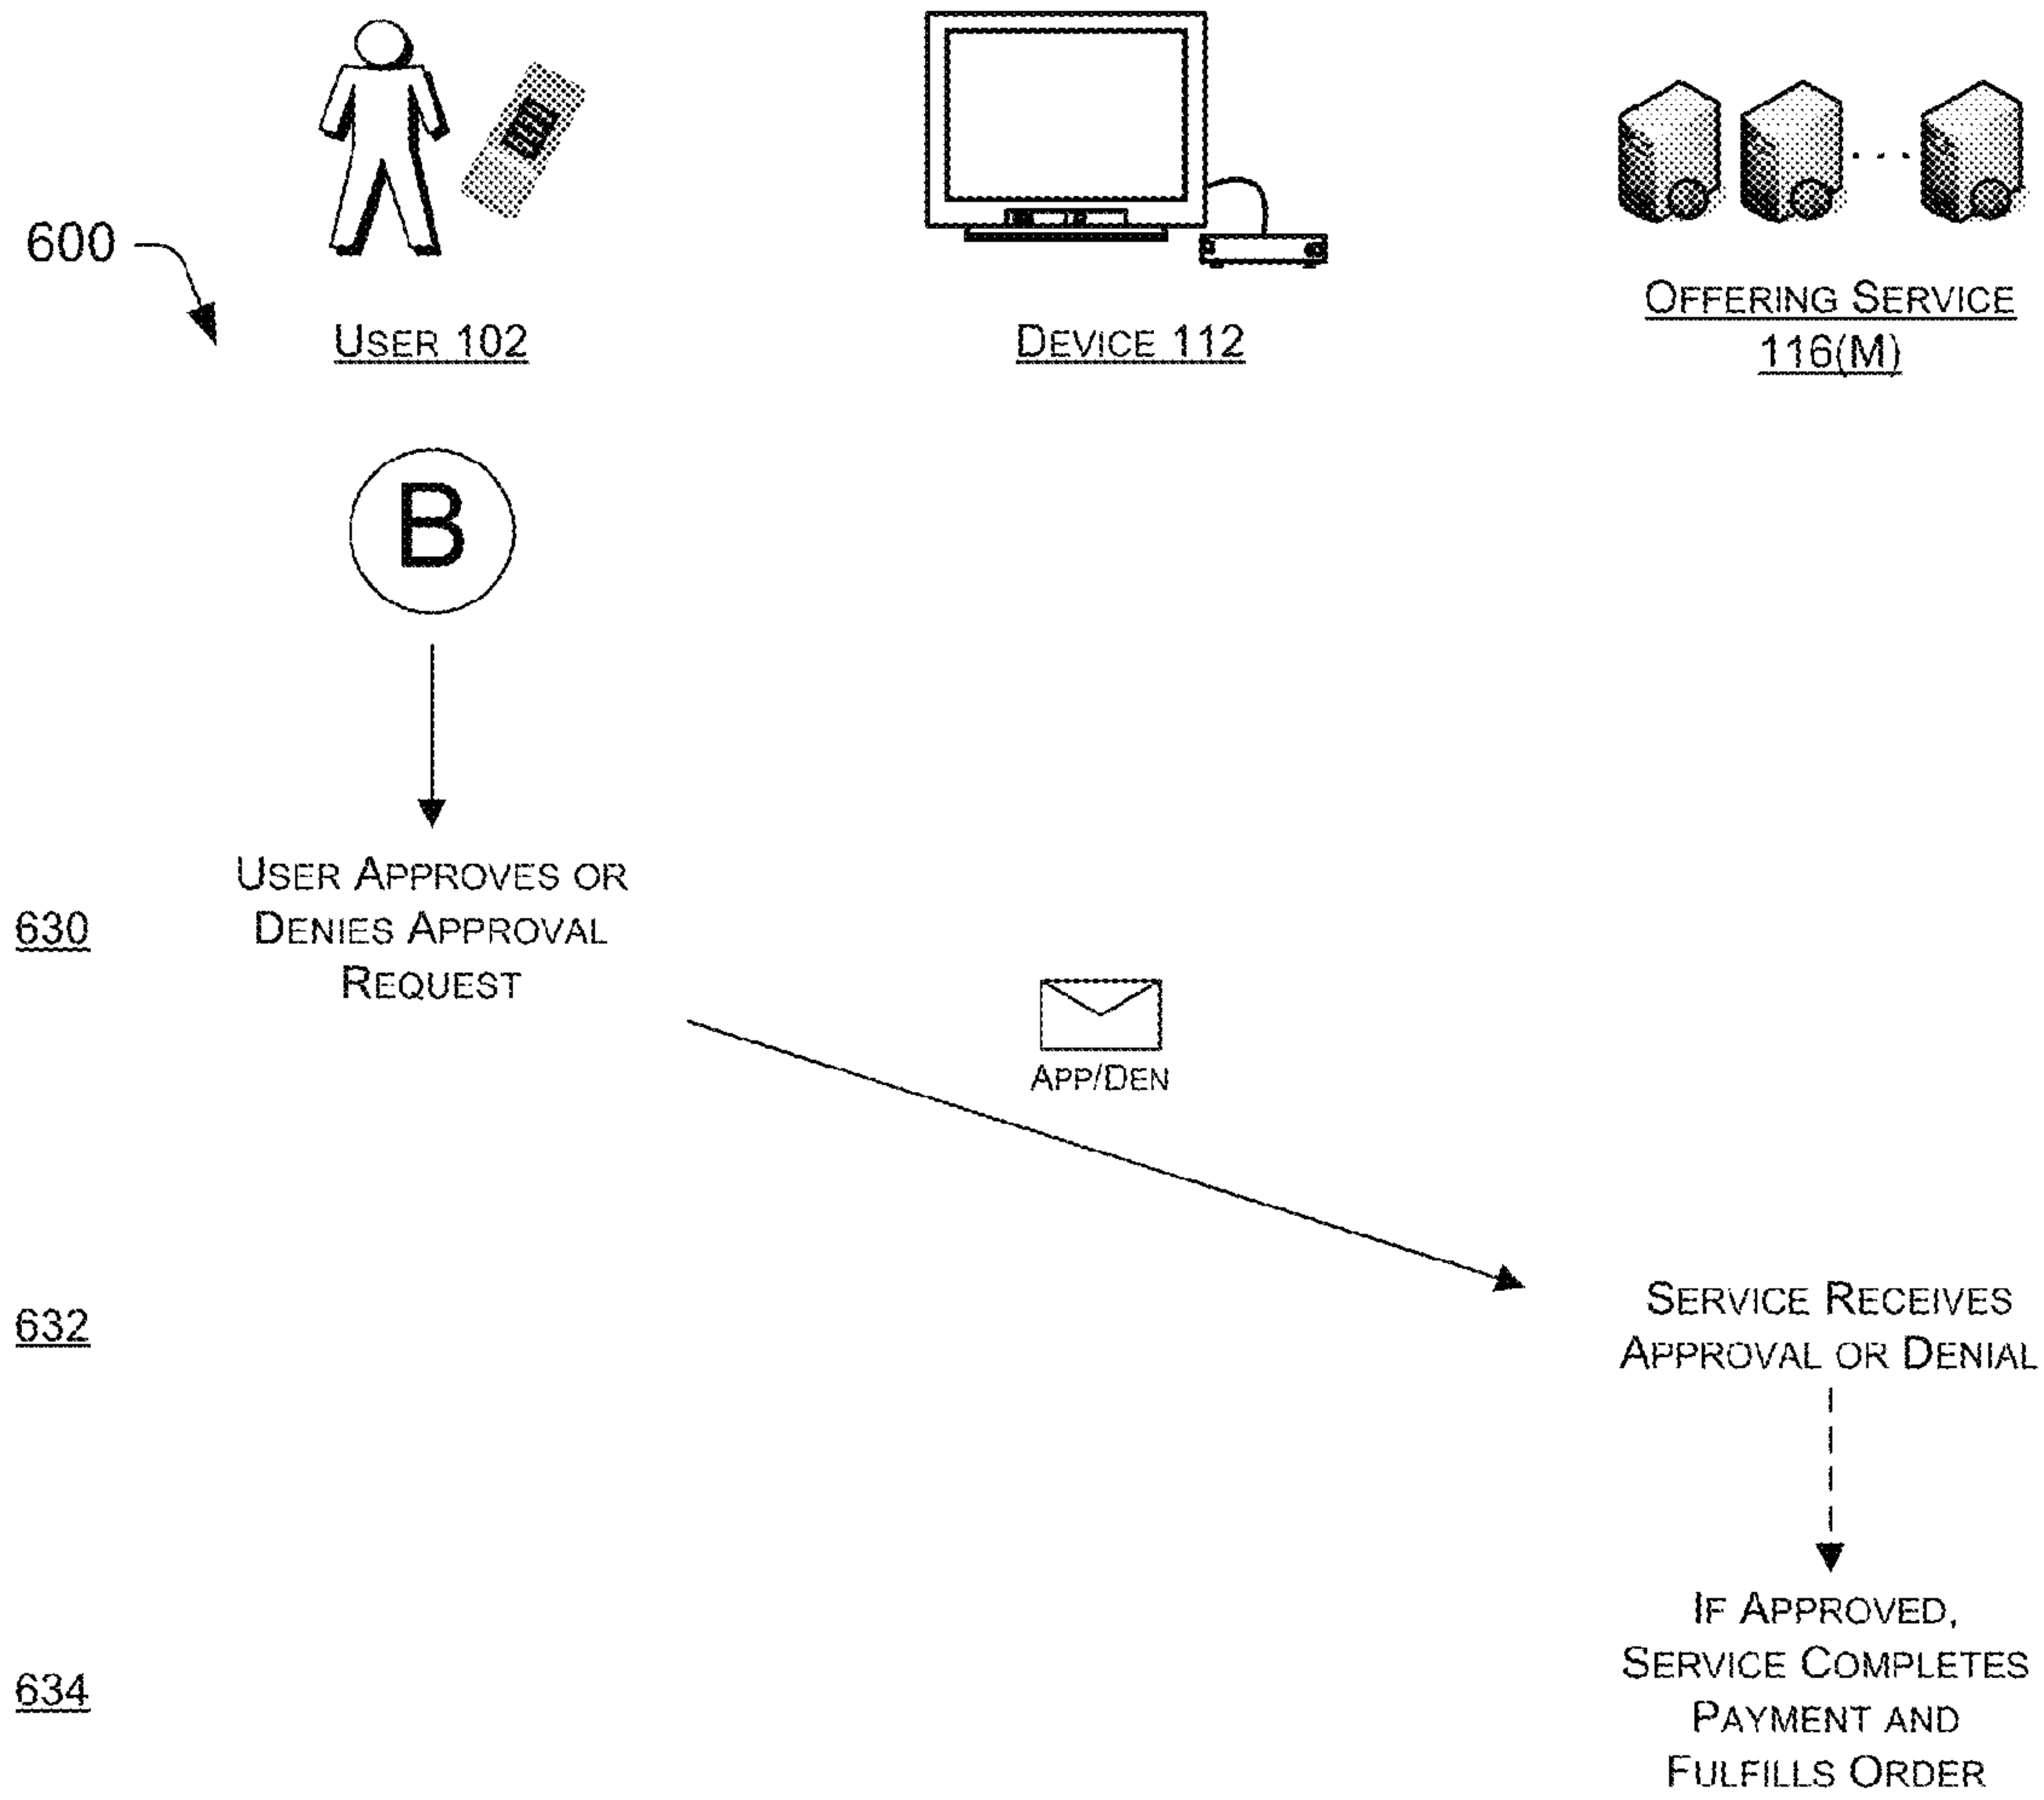 600
USER 102
DEVICE 112
OFFERING SERVICE
116(M)
B
630
USER APPROVES OR
DENIES APPROVAL
REQUEST
APP/DEN
632
SERVICE RECEIVES
APPROVAL OR DENIAL
634
IF APPROVED,
SERVICE COMPLETES
PAYMENT AND
FULFILLS ORDER